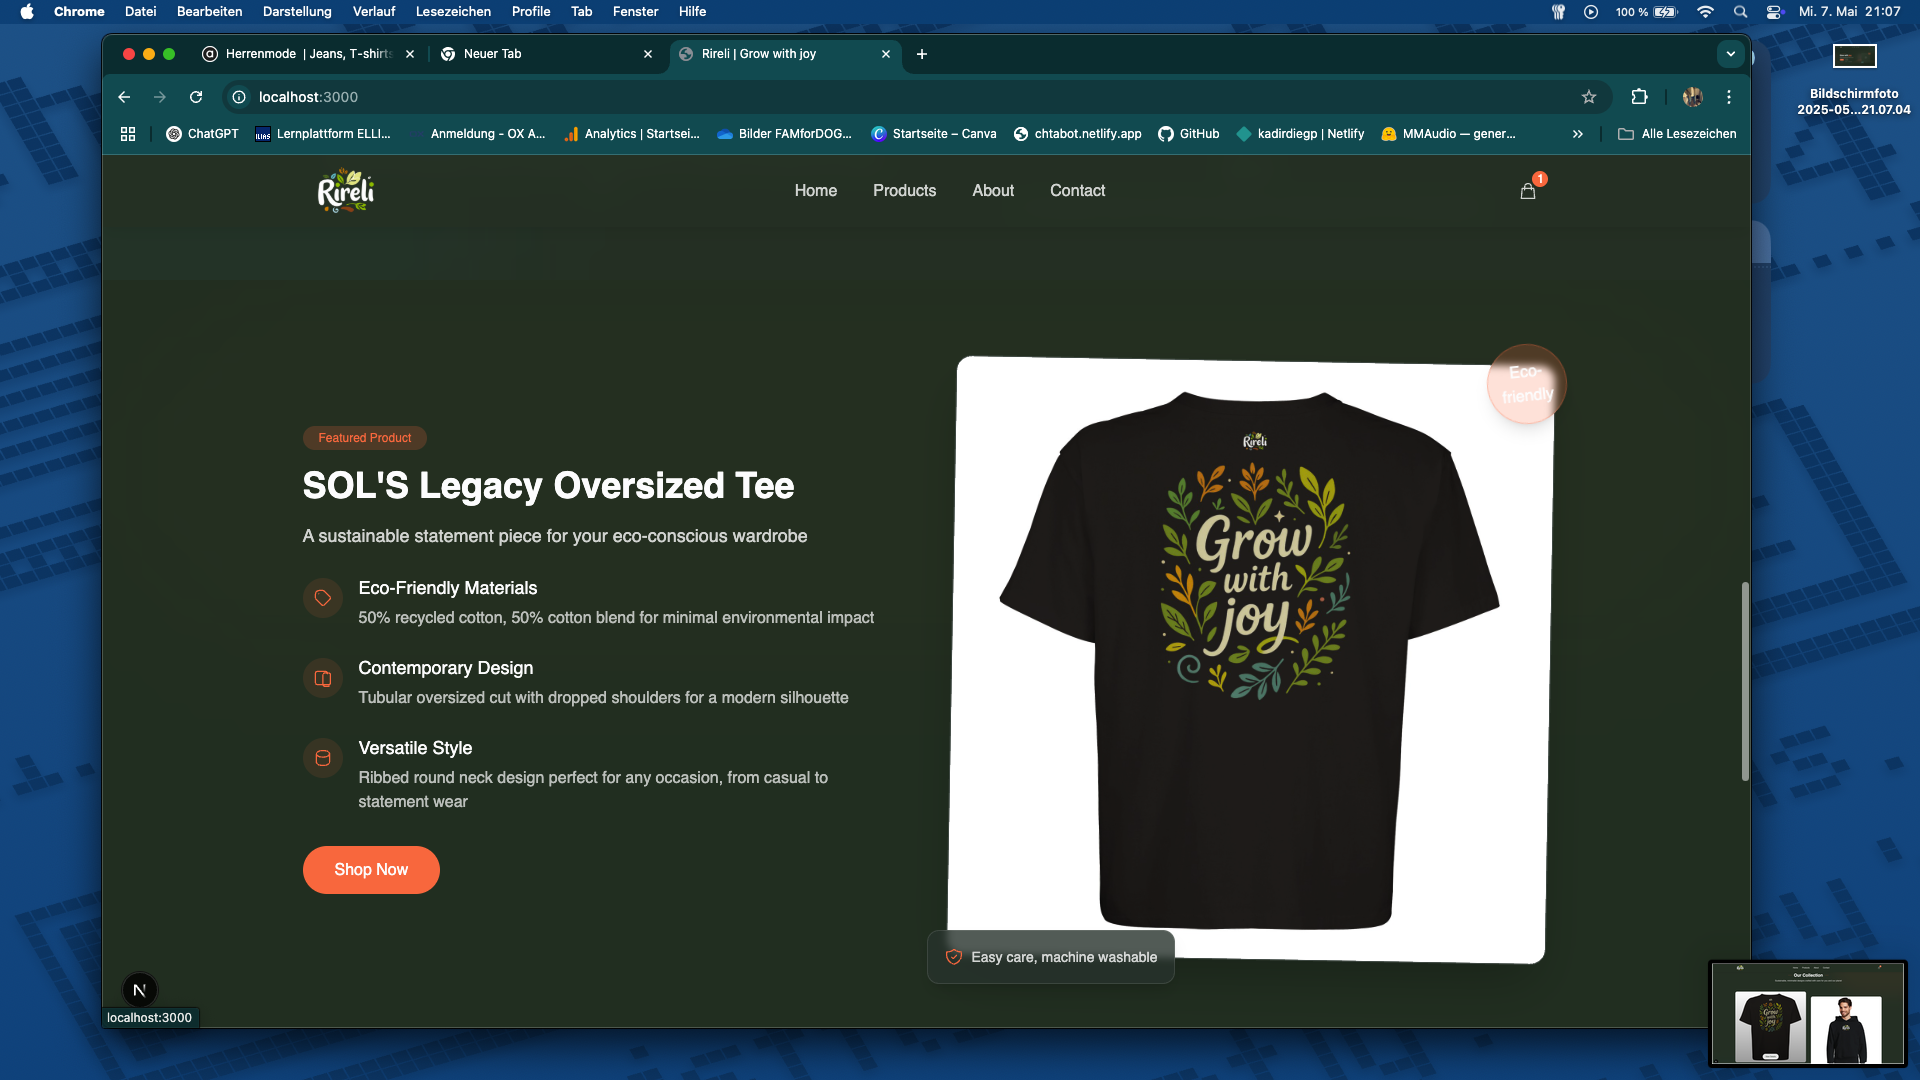 Chrome Datei Bearbeiten Darstellung Verlauf Lesezeichen Profile Tab Fenster Hilfe
100 % Mi. 7. Mai 21:07
Herrenmode | Jeans, T-shirts
Neuer Tab
Rireli | Grow with joy
localhost:3000
ChatGPT
Lernplattform ELLI...
Anmeldung - OX A...
Analytics | Startsei...
Bilder FAMforDOG...
Startseite – Canva
chtabot.netlify.app
GitHub
kadirdiegp | Netlify
MMAudio — gener...
Alle Lesezeichen
Bildschirmfoto
2025-05...21.07.04
Rireli
Home Products About Contact
1
Featured Product
SOL'S Legacy Oversized Tee
A sustainable statement piece for your eco-conscious wardrobe
Eco-Friendly Materials
50% recycled cotton, 50% cotton blend for minimal environmental impact
Contemporary Design
Tubular oversized cut with dropped shoulders for a modern silhouette
Versatile Style
Ribbed round neck design perfect for any occasion, from casual to
statement wear
Shop Now
Eco-
friendly
Rireli
Grow
with
joy
Easy care, machine washable
N
localhost:3000
Our Collection
Grow
with
joy